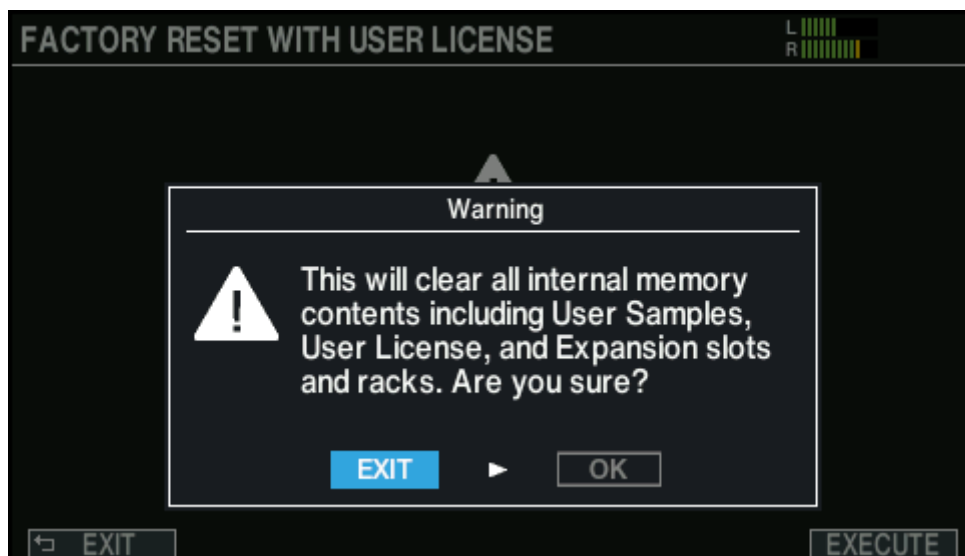 FACTORY RESET WITH USER LICENSE
L
R
Warning
This will clear all internal memory
contents including User Samples,
User License, and Expansion slots
and racks. Are you sure?
EXIT
OK
EXIT
EXECUTE